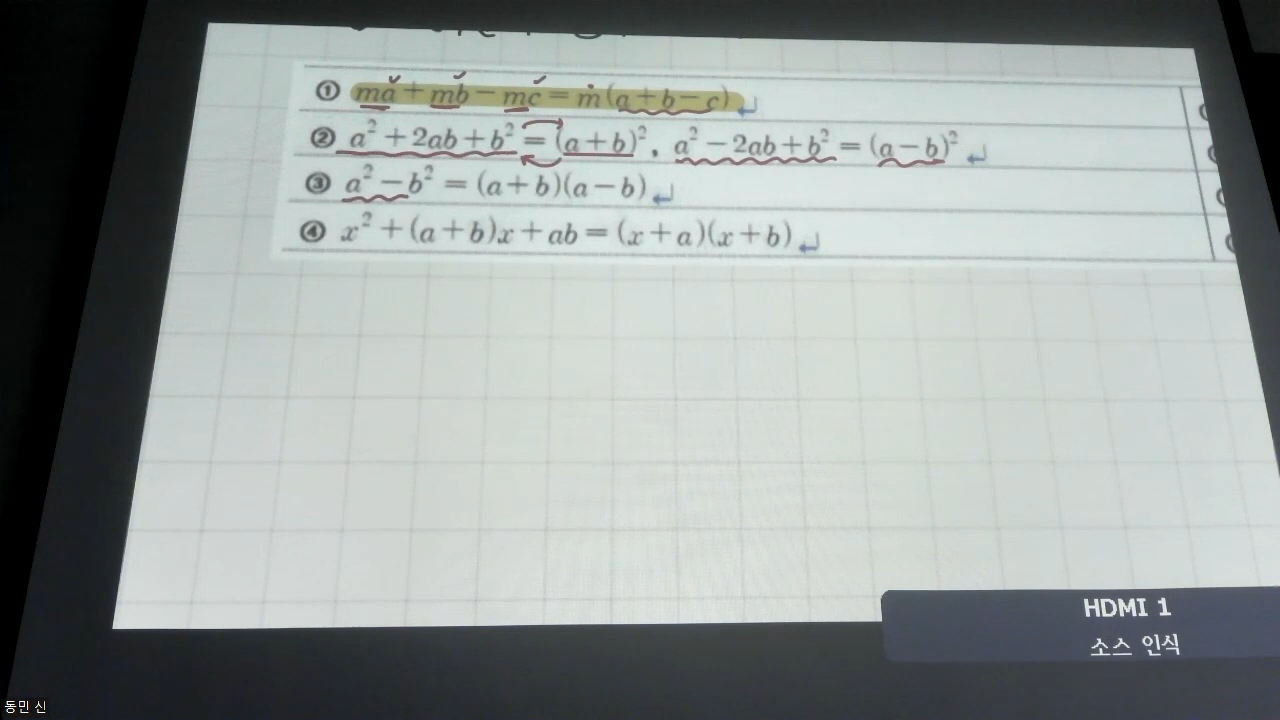 ① ma+mb−mc=m(a+b−c)
② a²+2ab+b²=(a+b)², a²−2ab+b²=(a−b)²
③ a²−b²=(a+b)(a−b)
④ x²+(a+b)x+ab=(x+a)(x+b)
HDMI 1
소스 인식
동민 신